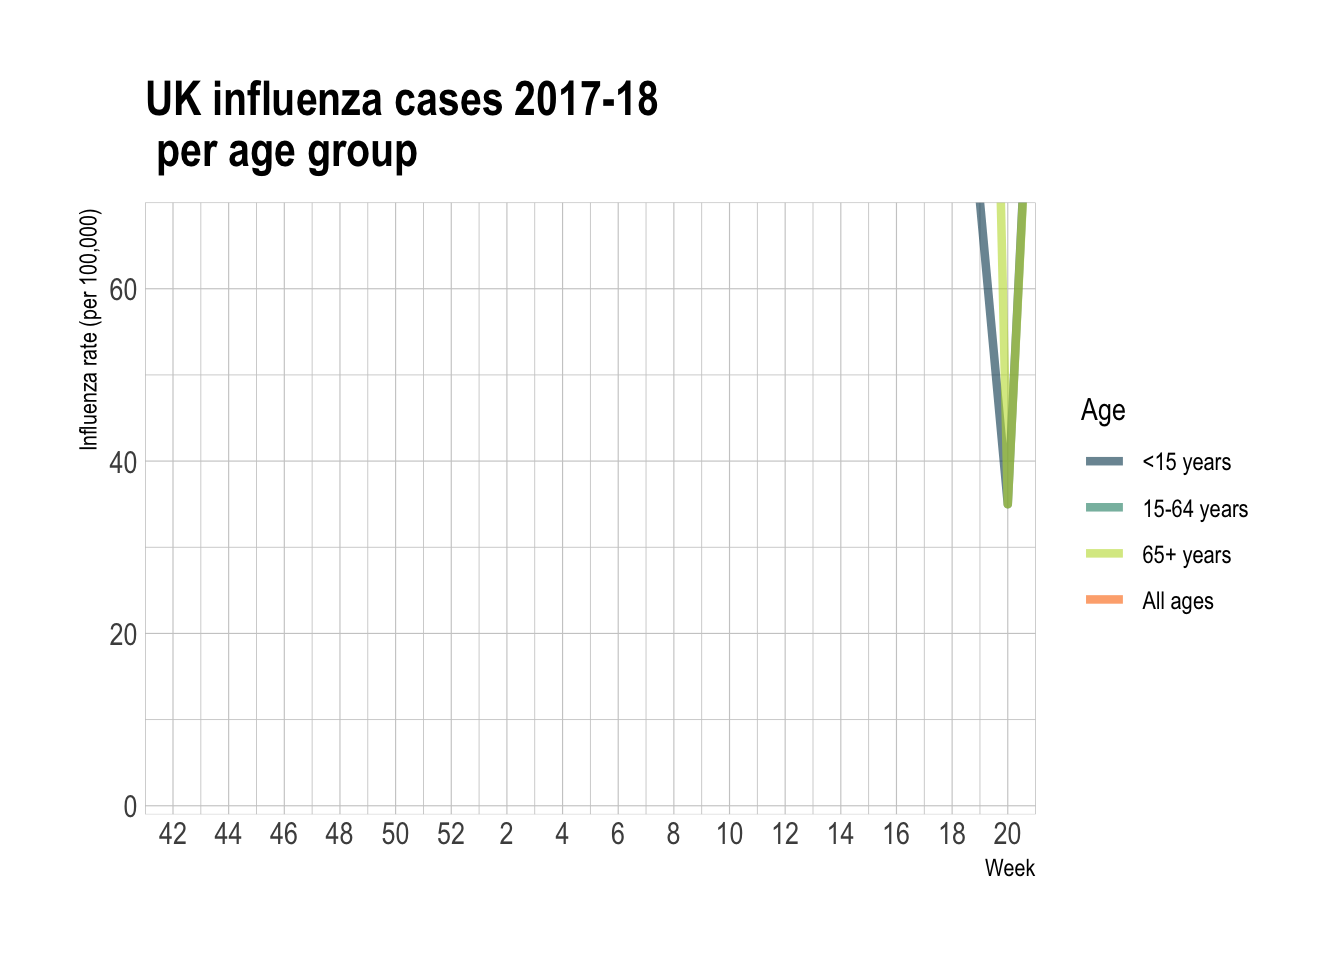 UK influenza cases 2017-18
per age group
Influenza rate (per 100,000)
60
40
20
0
42 44 46 48 50 52 2 4 6 8 10 12 14 16 18 20
Week
Age
<15 years
15-64 years
65+ years
All ages